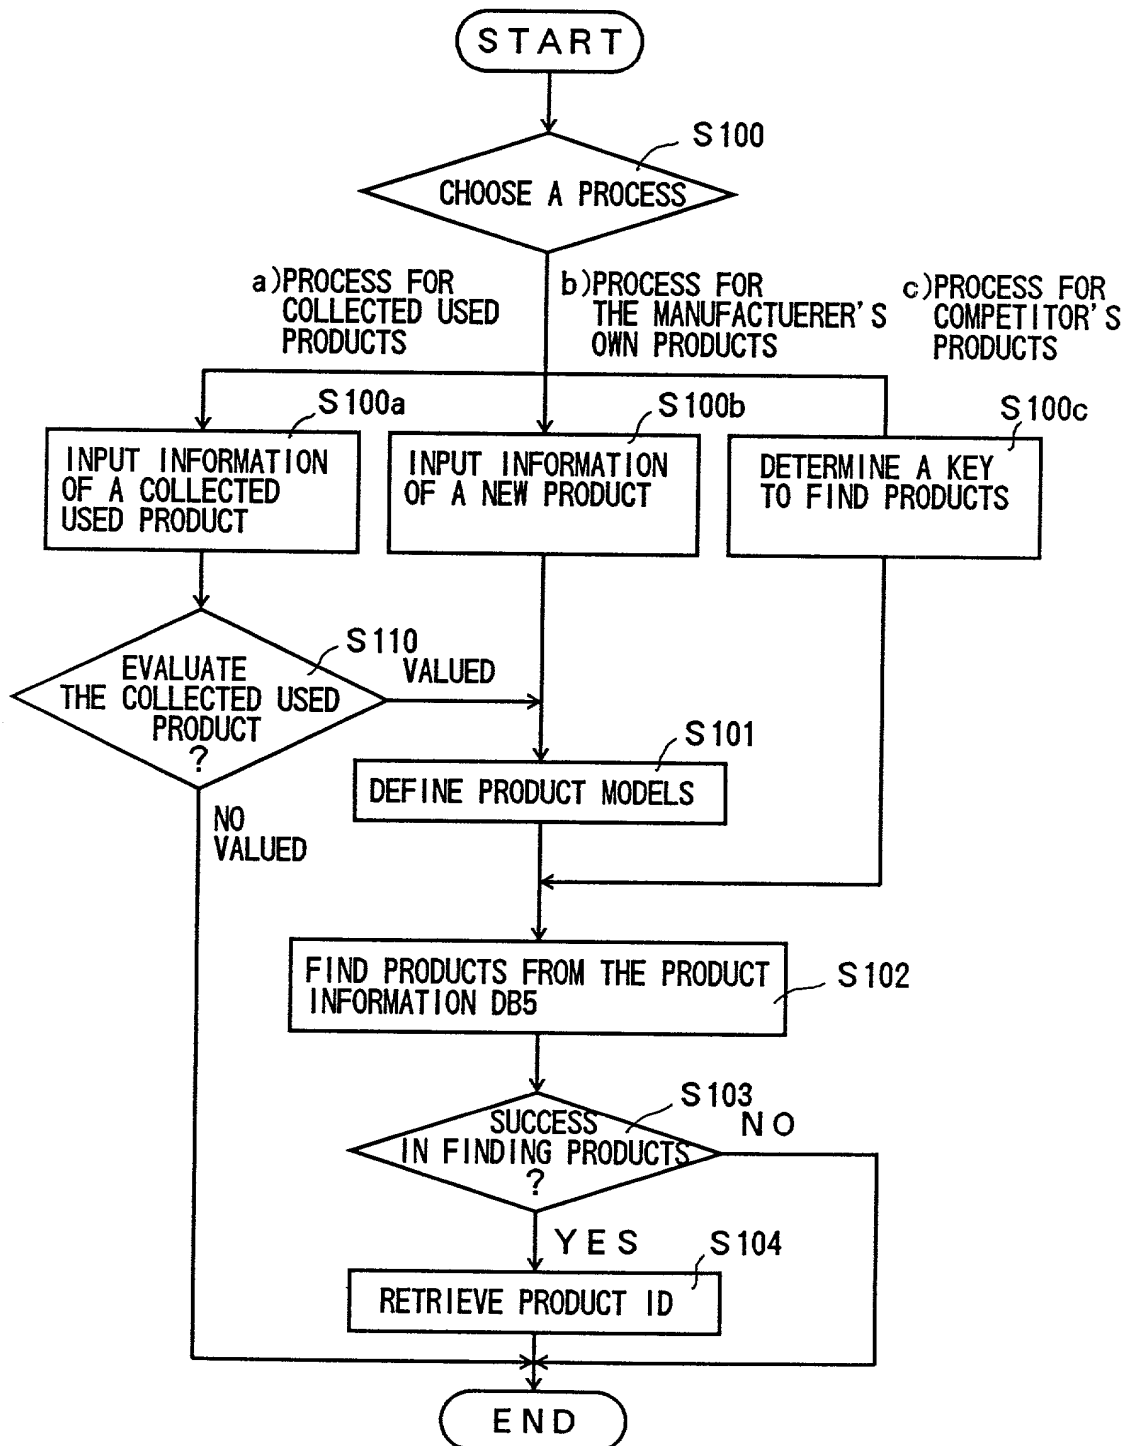 START
S100
CHOOSE A PROCESS
a)PROCESS FOR
COLLECTED USED
PRODUCTS
b)PROCESS FOR
THE MANUFACTUERER'S
OWN PRODUCTS
c)PROCESS FOR
COMPETITOR'S
PRODUCTS
S100a
INPUT INFORMATION
OF A COLLECTED
USED PRODUCT
S100b
INPUT INFORMATION
OF A NEW PRODUCT
S100c
DETERMINE A KEY
TO FIND PRODUCTS
S110
EVALUATE
THE COLLECTED USED
PRODUCT
?
VALUED
NO
VALUED
S101
DEFINE PRODUCT MODELS
S102
FIND PRODUCTS FROM THE PRODUCT
INFORMATION DB5
S103
SUCCESS
IN FINDING PRODUCTS
?
NO
YES
S104
RETRIEVE PRODUCT ID
END